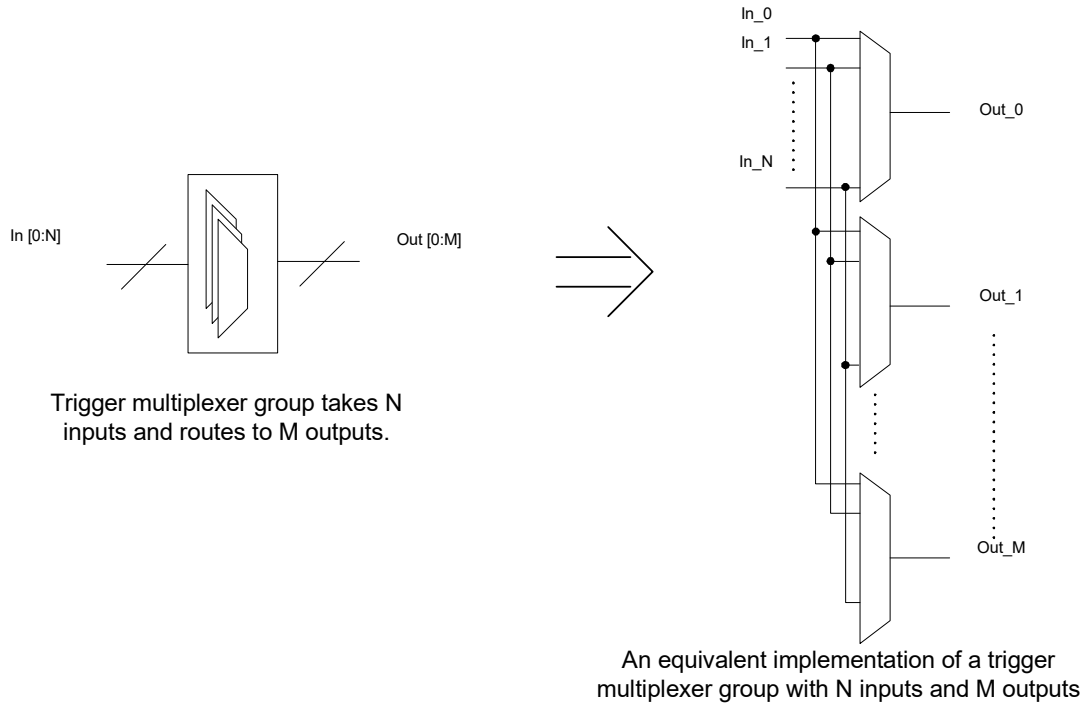 In [0:N]
Out [0:M]
Trigger multiplexer group takes N
inputs and routes to M outputs.
In_0
In_1
In_N
Out_0
Out_1
Out_M
An equivalent implementation of a trigger
multiplexer group with N inputs and M outputs